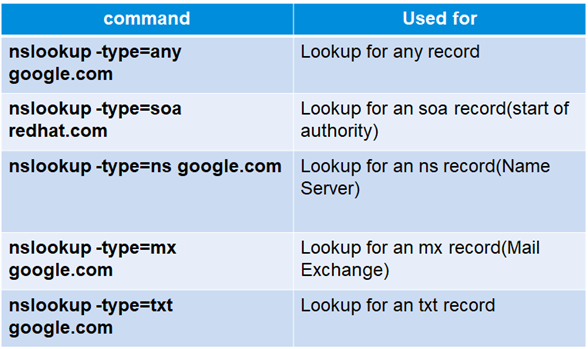 command Used for
nslookup -type=any Lookup for any record
google.com
nslookup -type=soa Lookup for an soa record(start of
redhat.com authority)
nslookup -type=ns google.com Lookup for an ns record(Name
Server)
nslookup -type=mx Lookup for an mx record(Mail
google.com Exchange)
nslookup -type=txt Lookup for an txt record
google.com